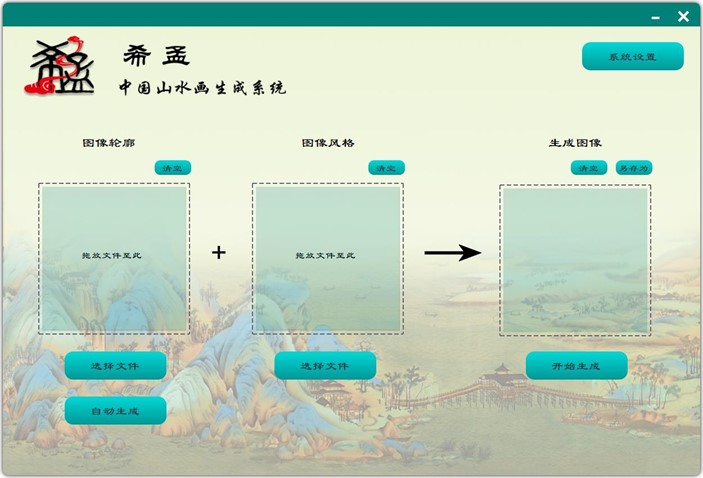 希孟
希孟
中国山水画生成系统
系统设置
图像轮廓
图像风格
生成图像
清空
清空
清空
另存为
拖放文件至此
拖放文件至此
+
选择文件
选择文件
开始生成
自动生成